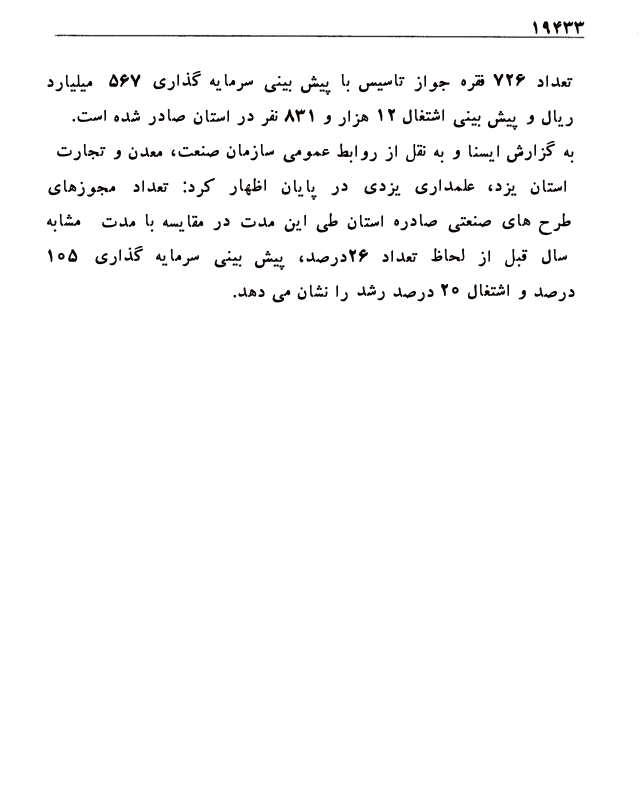 ۱۹۴۳۳
تعداد ۷۲۶ فقره جواز تاسیس با پیش بینی سرمایه گذاری ۵۶۷ میلیارد
ریال و پیش بینی اشتغال ۱۲ هزار و ۸۳۱ نفر در استان صادر شده است.
به گزارش ایسنا و به نقل از روابط عمومی سازمان صنعت، معدن و تجارت
استان یزد، علمداری یزدی در پایان اظهار کرد: تعداد مجوزهای
طرح های صنعتی صادره استان طی این مدت در مقایسه با مدت مشابه
سال قبل از لحاظ تعداد ۲۶درصد، پیش بینی سرمایه گذاری ۱۰۵
درصد و اشتغال ۲۰ درصد رشد را نشان می دهد.